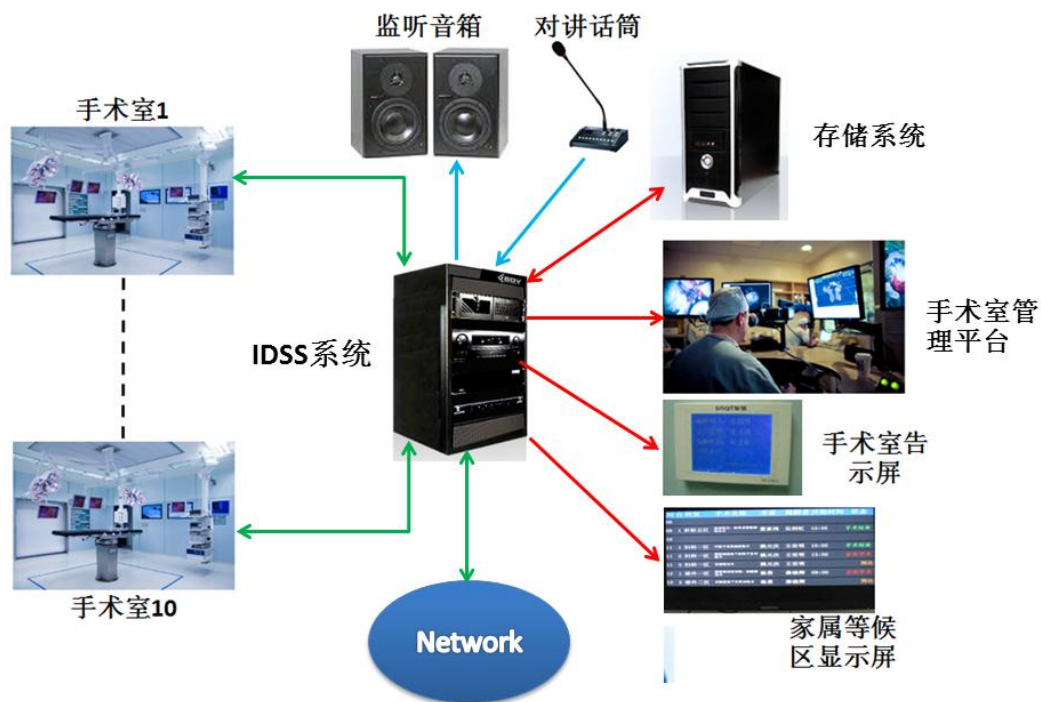 监听音箱
对讲话筒
手术室1
存储系统
手术室管
理平台
IDSS系统
手术室告
示屏
手术室10
Network
家属等候
区显示屏